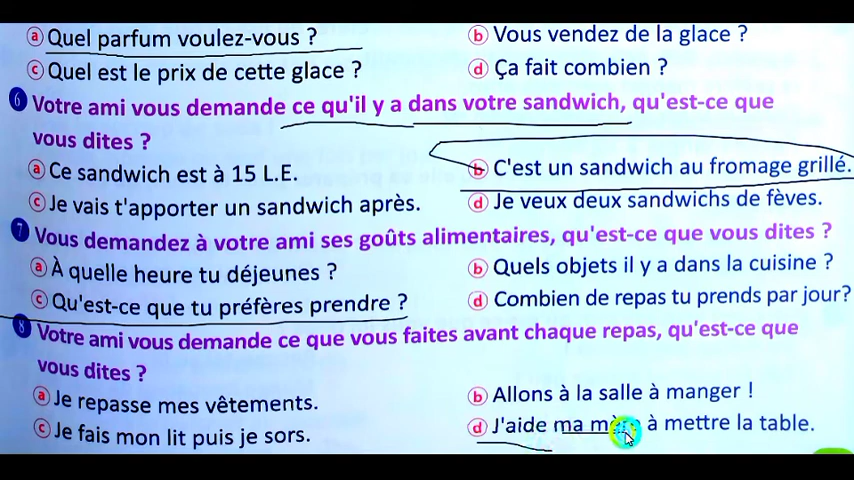 a Quel parfum voulez-vous ? b Vous vendez de la glace ?
c Quel est le prix de cette glace ? d Ça fait combien ?
6 Votre ami vous demande ce qu'il y a dans votre sandwich, qu'est-ce que
vous dites ?
a Ce sandwich est à 15 L.E. b C'est un sandwich au fromage grillé.
c Je vais t'apporter un sandwich après. d Je veux deux sandwichs de fèves.
7 Vous demandez à votre ami ses goûts alimentaires, qu'est-ce que vous dites ?
a À quelle heure tu déjeunes ? b Quels objets il y a dans la cuisine ?
c Qu'est-ce que tu préfères prendre ? d Combien de repas tu prends par jour?
8 Votre ami vous demande ce que vous faites avant chaque repas, qu'est-ce que
vous dites ?
a Je repasse mes vêtements. b Allons à la salle à manger !
c Je fais mon lit puis je sors. d J'aide ma mère à mettre la table.